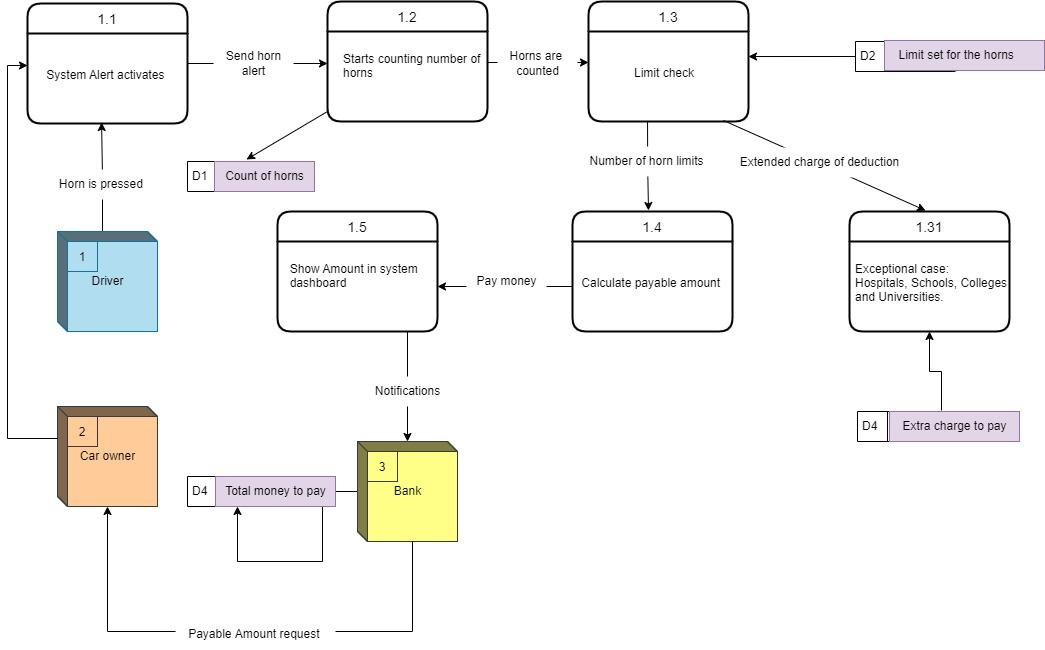 1.1
System Alert activates
Send horn
alert
1.2
Starts counting number of
horns
Horns are
counted
1.3
Limit check
D2
Limit set for the horns
D1
Count of horns
Horn is pressed
Number of horn limits
Extended charge of deduction
1
Driver
1.5
Show Amount in system
dashboard
Pay money
1.4
Calculate payable amount
1.31
Exceptional case:
Hospitals, Schools, Colleges
and Universities.
Notifications
D4
Extra charge to pay
2
Car owner
D4
Total money to pay
3
Bank
Payable Amount request